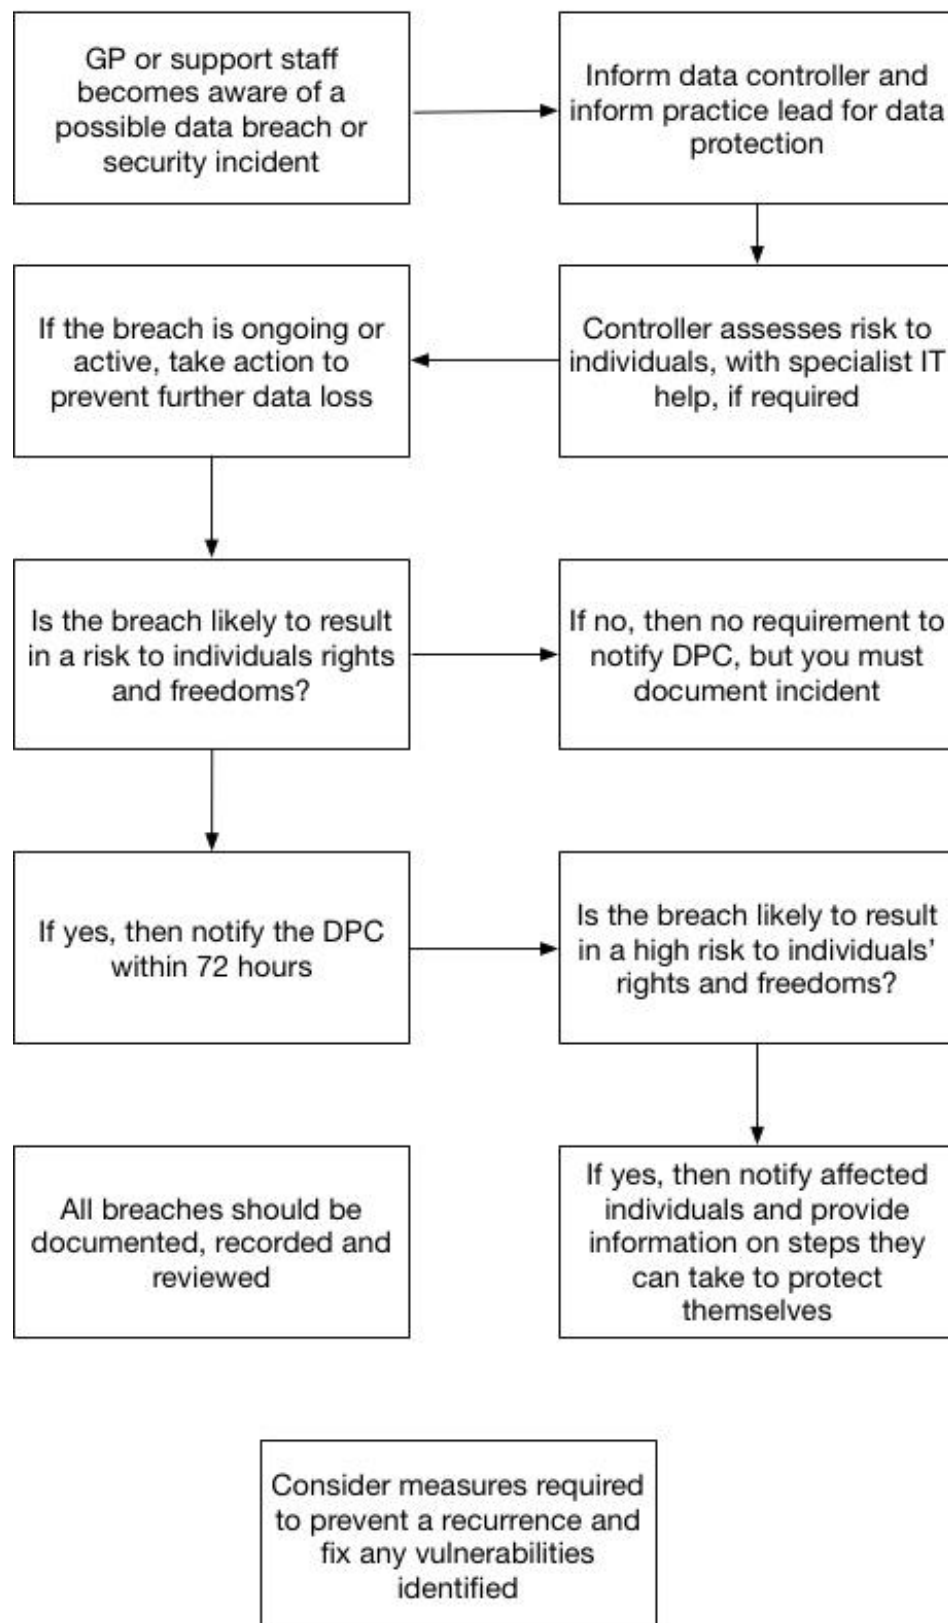 GP or support staff
becomes aware of a
possible data breach or
security incident
Inform data controller and
inform practice lead for data
protection
If the breach is ongoing or
active, take action to
prevent further data loss
Controller assesses risk to
individuals, with specialist IT
help, if required
Is the breach likely to result
in a risk to individuals rights
and freedoms?
If no, then no requirement to
notify DPC, but you must
document incident
If yes, then notify the DPC
within 72 hours
Is the breach likely to result
in a high risk to individuals’
rights and freedoms?
All breaches should be
documented, recorded and
reviewed
If yes, then notify affected
individuals and provide
information on steps they
can take to protect
themselves
Consider measures required
to prevent a recurrence and
fix any vulnerabilities
identified